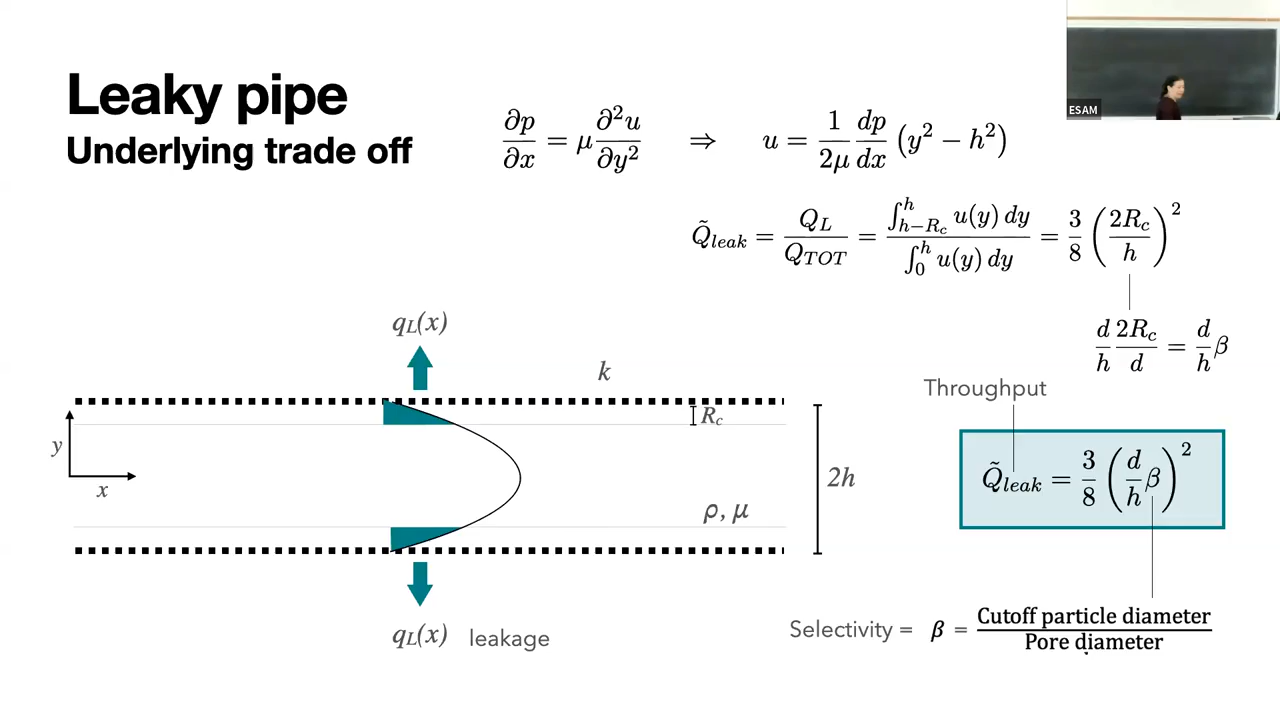 Leaky pipe
Underlying trade off
∂p/∂x = μ ∂²u/∂y² ⇒ u = 1/2μ dp/dx (y² − h²)
Q̃_leak = Q_L/Q_TOT = ∫_{h−R_c}^{h} u(y) dy / ∫_0^h u(y) dy = 3/8 (2R_c/h)²
d/h 2R_c/d = d/h β
ESAM
q_L(x)
k
Throughput
R_c
y
x
2h
ρ, μ
Q̃_leak = 3/8 (d/h β)²
q_L(x) leakage
Selectivity = β = Cutoff particle diameter / Pore diameter